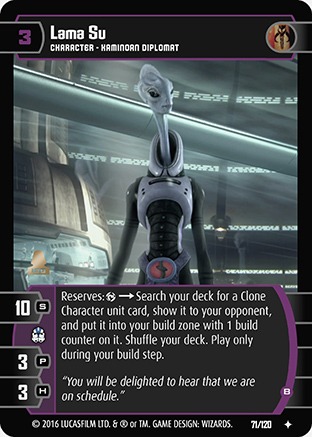 3
Lama Su
CHARACTER - KAMINOAN DIPLOMAT
10 S
3 P
3 H
Reserves: → Search your deck for a Clone
Character unit card, show it to your opponent,
and put it into your build zone with 1 build
counter on it. Shuffle your deck. Play only
during your build step.
“You will be delighted to hear that we are
on schedule.”
B
© 2016 LUCASFILM LTD. & ® or TM. GAME DESIGN: WIZARDS.
71/120